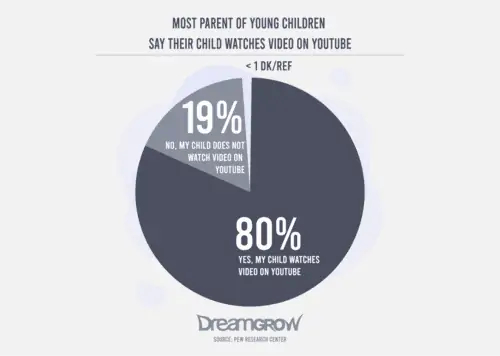 MOST PARENT OF YOUNG CHILDREN
SAY THEIR CHILD WATCHES VIDEO ON YOUTUBE
< 1 DK/REF
19%
NO, MY CHILD DOES NOT
WATCH VIDEO ON
YOUTUBE
80%
YES, MY CHILD WATCHES
VIDEO ON YOUTUBE
DREAMGROW
SOURCE: PEW RESEARCH CENTER